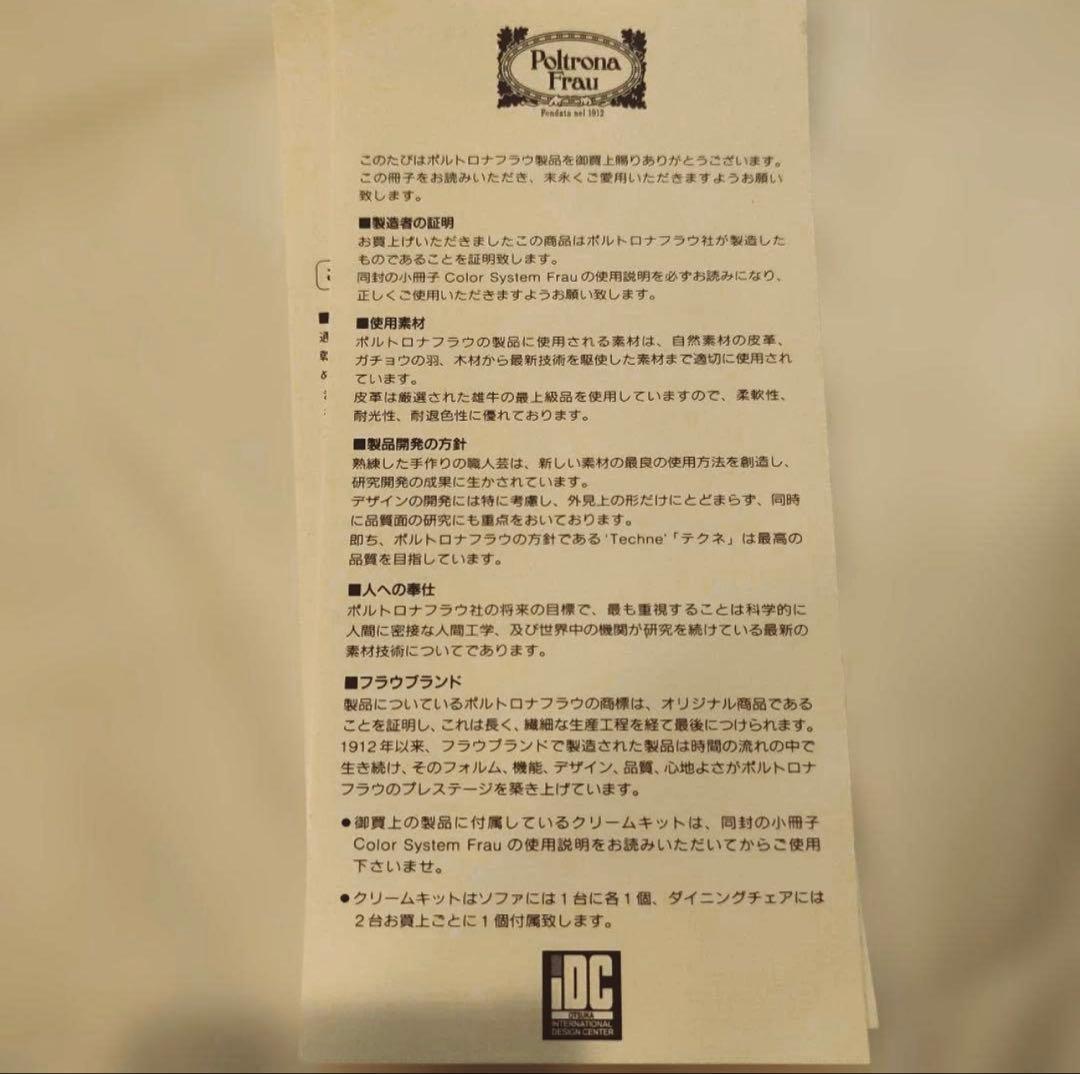 Poltrona
Frau
Fondata nel 1912
このたびはポルトロナフラウ製品を御買上賜りありがとうございます。
この冊子をお読みいただき、末永くご愛用いただきますようお願い
致します。
■製造者の証明
お買上げいただきましたこの商品はポルトロナフラウ社が製造した
ものであることを証明致します。
同封の小冊子 Color System Frau の使用説明を必ずお読みになり、
正しくご使用いただきますようお願い致します。
■使用素材
ポルトロナフラウの製品に使用される素材は、自然素材の皮革、
ガチョウの羽、木材から最新技術を駆使した素材まで適切に使用され
ています。
皮革は厳選された雄牛の最上級品を使用していますので、柔軟性、
耐光性、耐退色性に優れております。
■製品開発の方針
熟練した手作りの職人芸は、新しい素材の最良の使用方法を創造し、
研究開発の成果に生かされています。
デザインの開発には特に考慮し、外見上の形だけにとどまらず、同時
に品質面の研究にも重点をおいております。
即ち、ポルトロナフラウの方針である'Techne'「テクネ」は最高の
品質を目指しています。
■人への奉仕
ポルトロナフラウ社の将来の目標で、最も重視することは科学的に
人間に密接な人間工学、及び世界中の機関が研究を続けている最新の
素材技術についてであります。
■フラウブランド
製品についているポルトロナフラウの商標は、オリジナル商品である
ことを証明し、これは長く、繊細な生産工程を経て最後につけられます。
1912年以来、フラウブランドで製造された製品は時間の流れの中で
生き続け、そのフォルム、機能、デザイン、品質、心地よさがポルトロナ
フラウのプレステージを築き上げています。
●御買上の製品に付属しているクリームキットは、同封の小冊子
Color System Frau の使用説明をお読みいただいてからご使用
下さいませ。
●クリームキットはソファには1台に各1個、ダイニングチェアには
2台お買上ごとに1個付属致します。
iDC
OTSUKA
INTERNATIONAL
DESIGN CENTER